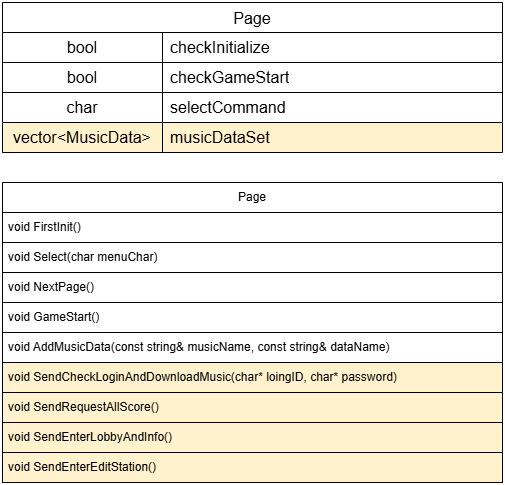 Page
bool checkInitialize
bool checkGameStart
char selectCommand
vector<MusicData> musicDataSet
Page
void FirstInit()
void Select(char menuChar)
void NextPage()
void GameStart()
void AddMusicData(const string& musicName, const string& dataName)
void SendCheckLoginAndDownloadMusic(char* loingID, char* password)
void SendRequestAllScore()
void SendEnterLobbyAndInfo()
void SendEnterEditStation()